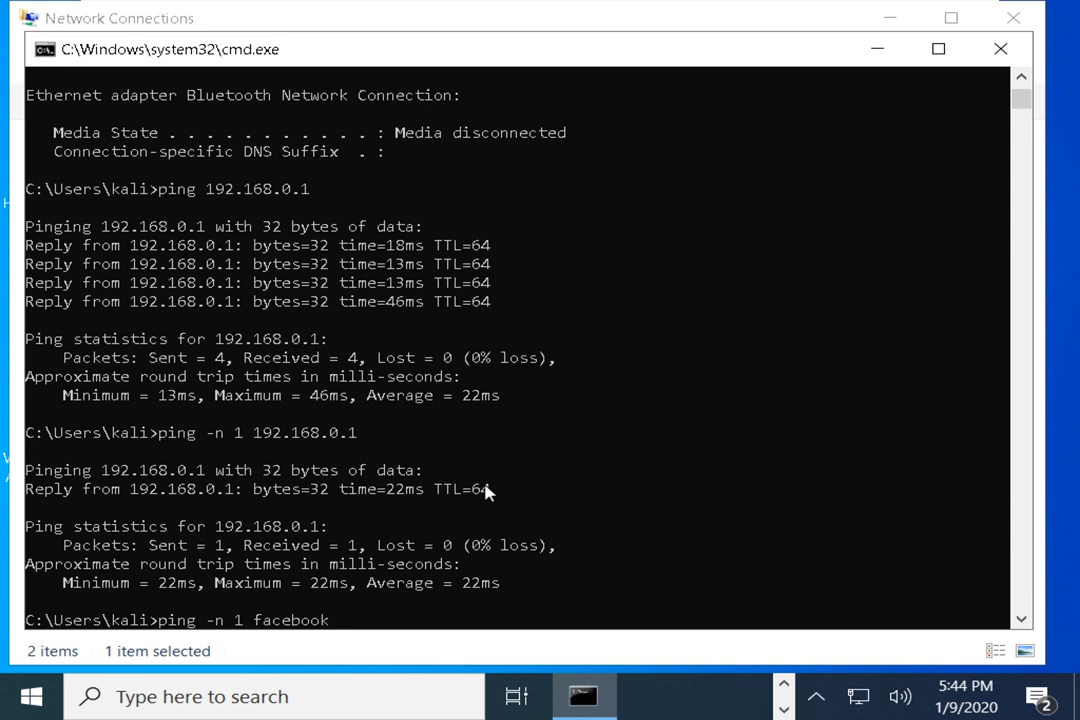 Network Connections
C:\Windows\system32\cmd.exe
Ethernet adapter Bluetooth Network Connection:
Media State . . . . . . . . . . . : Media disconnected
Connection-specific DNS Suffix  . :
C:\Users\kali>ping 192.168.0.1
Pinging 192.168.0.1 with 32 bytes of data:
Reply from 192.168.0.1: bytes=32 time=18ms TTL=64
Reply from 192.168.0.1: bytes=32 time=13ms TTL=64
Reply from 192.168.0.1: bytes=32 time=13ms TTL=64
Reply from 192.168.0.1: bytes=32 time=46ms TTL=64
Ping statistics for 192.168.0.1:
Packets: Sent = 4, Received = 4, Lost = 0 (0% loss),
Approximate round trip times in milli-seconds:
Minimum = 13ms, Maximum = 46ms, Average = 22ms
C:\Users\kali>ping -n 1 192.168.0.1
Pinging 192.168.0.1 with 32 bytes of data:
Reply from 192.168.0.1: bytes=32 time=22ms TTL=64
Ping statistics for 192.168.0.1:
Packets: Sent = 1, Received = 1, Lost = 0 (0% loss),
Approximate round trip times in milli-seconds:
Minimum = 22ms, Maximum = 22ms, Average = 22ms
C:\Users\kali>ping -n 1 facebook
2 items 1 item selected
Type here to search
5:44 PM
1/9/2020
2